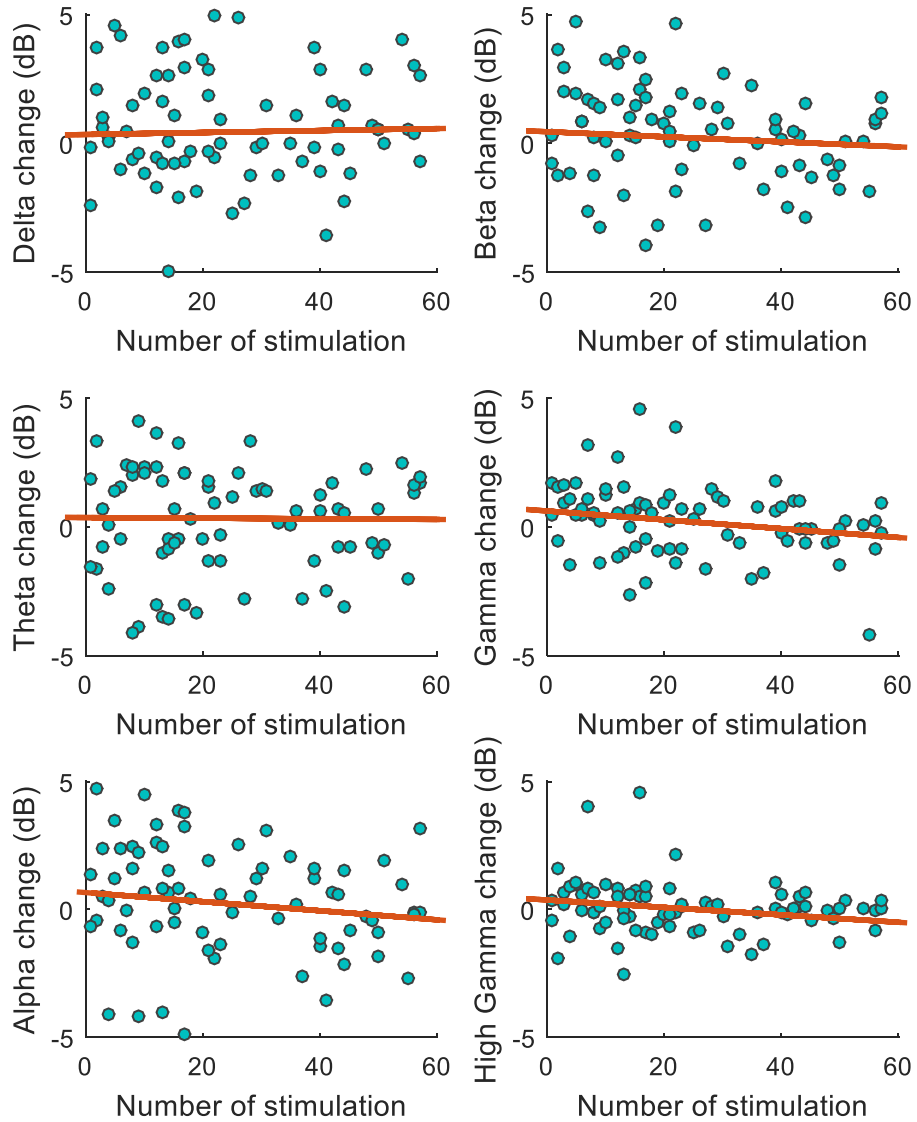 Delta change (dB)
5
0
-5
0 20 40 60
Number of stimulation
Beta change (dB)
5
0
-5
0 20 40 60
Number of stimulation
Theta change (dB)
5
0
-5
0 20 40 60
Number of stimulation
Gamma change (dB)
5
0
-5
0 20 40 60
Number of stimulation
Alpha change (dB)
5
0
-5
0 20 40 60
Number of stimulation
High Gamma change (dB)
5
0
-5
0 20 40 60
Number of stimulation